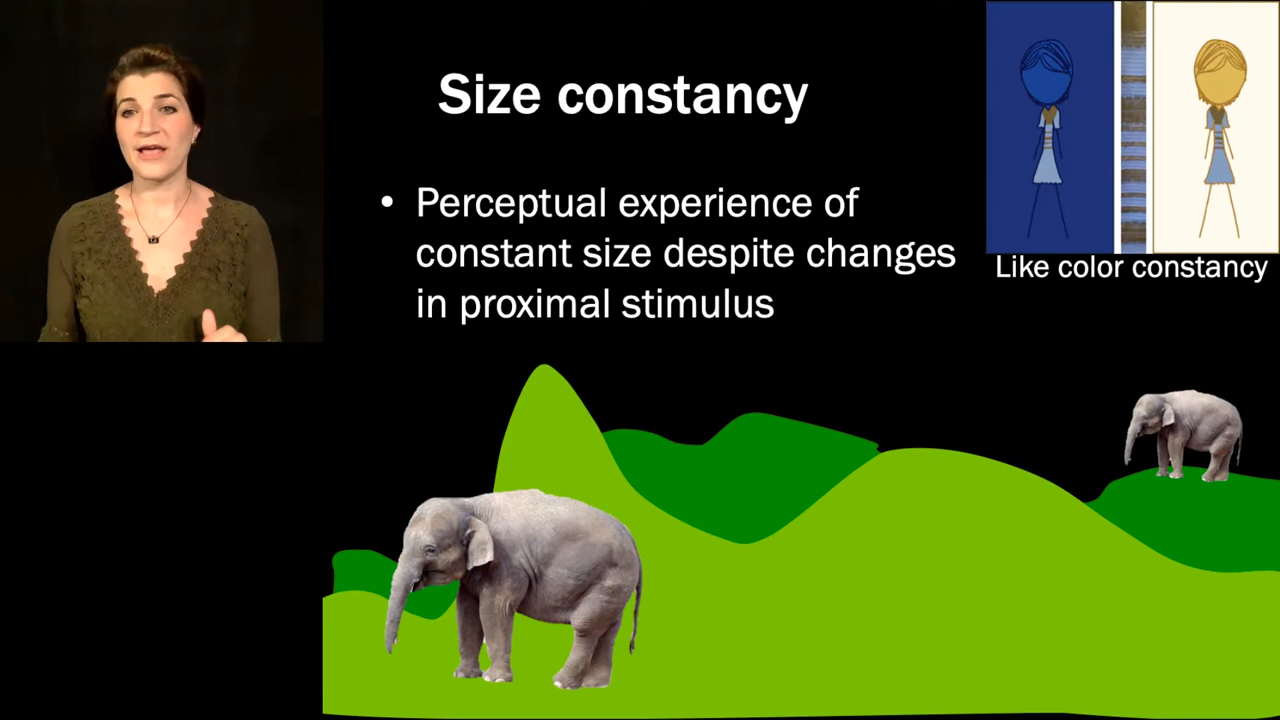 Size constancy
• Perceptual experience of
constant size despite changes
in proximal stimulus
Like color constancy